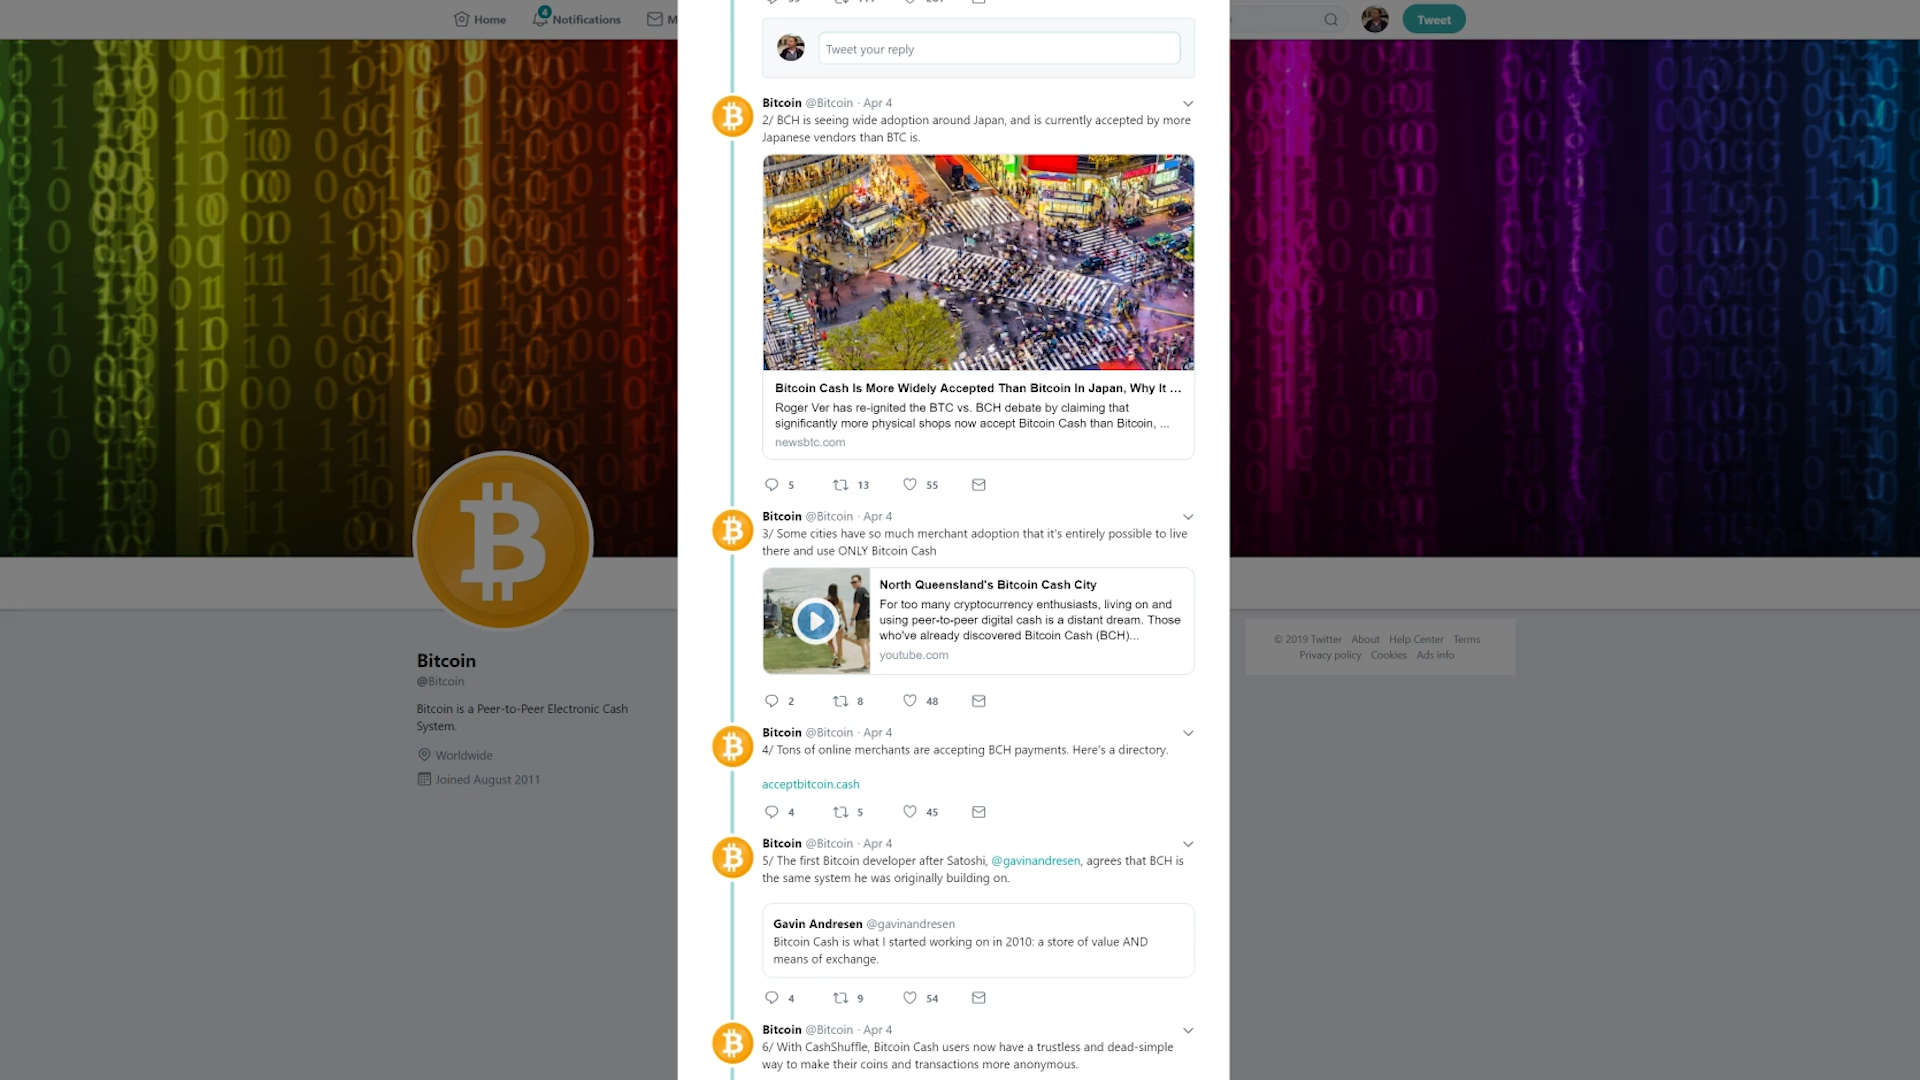 Home
4
Notifications
Tweet
Tweet your reply
Bitcoin @Bitcoin · Apr 4
2/ BCH is seeing wide adoption around Japan, and is currently accepted by more
Japanese vendors than BTC is.
Bitcoin Cash Is More Widely Accepted Than Bitcoin In Japan, Why It ...
Roger Ver has re-ignited the BTC vs. BCH debate by claiming that
significantly more physical shops now accept Bitcoin Cash than Bitcoin, ...
newsbtc.com
5 13 55
Bitcoin @Bitcoin · Apr 4
3/ Some cities have so much merchant adoption that it's entirely possible to live
there and use ONLY Bitcoin Cash
North Queensland's Bitcoin Cash City
For too many cryptocurrency enthusiasts, living on and
using peer-to-peer digital cash is a distant dream. Those
who've already discovered Bitcoin Cash (BCH)...
youtube.com
2 8 48
Bitcoin @Bitcoin · Apr 4
4/ Tons of online merchants are accepting BCH payments. Here's a directory.
acceptbitcoin.cash
4 5 45
Bitcoin @Bitcoin · Apr 4
5/ The first Bitcoin developer after Satoshi, @gavinandresen, agrees that BCH is
the same system he was originally building on.
Gavin Andresen @gavinandresen
Bitcoin Cash is what I started working on in 2010: a store of value AND
means of exchange.
4 9 54
Bitcoin @Bitcoin · Apr 4
6/ With CashShuffle, Bitcoin Cash users now have a trustless and dead-simple
way to make their coins and transactions more anonymous.
Bitcoin
@Bitcoin
Bitcoin is a Peer-to-Peer Electronic Cash
System.
Worldwide
Joined August 2011
© 2019 Twitter About Help Center Terms
Privacy policy Cookies Ads info